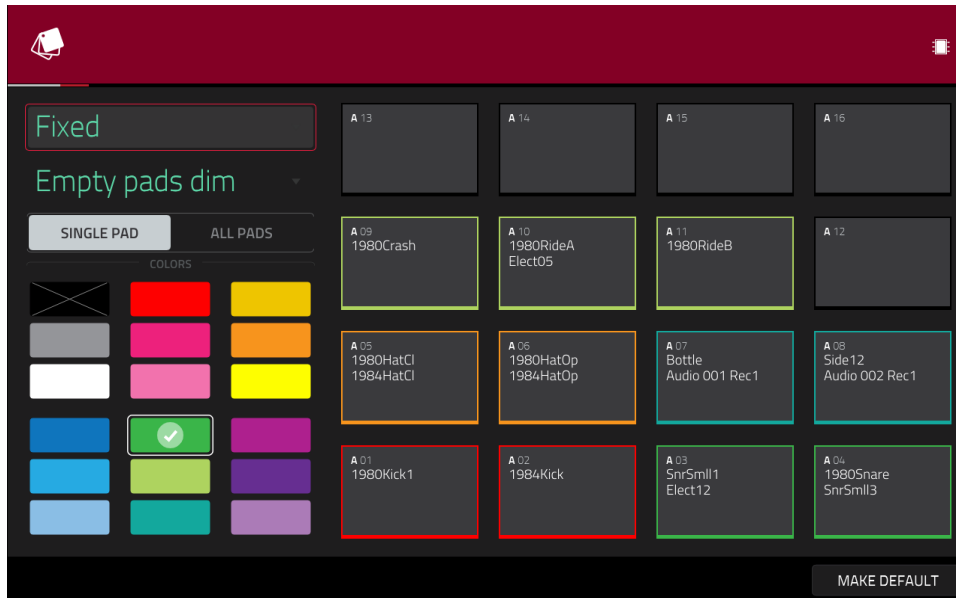 Fixed
Empty pads dim
SINGLE PAD ALL PADS
COLORS
A 13
A 14
A 15
A 16
A 09
1980Crash
A 10
1980RideA
Elect05
A 11
1980RideB
A 12
A 05
1980HatCl
1984HatCl
A 06
1980HatOp
1984HatOp
A 07
Bottle
Audio 001 Rec1
A 08
Side12
Audio 002 Rec1
A 01
1980Kick1
A 02
1984Kick
A 03
SnrSmll1
Elect12
A 04
1980Snare
SnrSmll3
MAKE DEFAULT